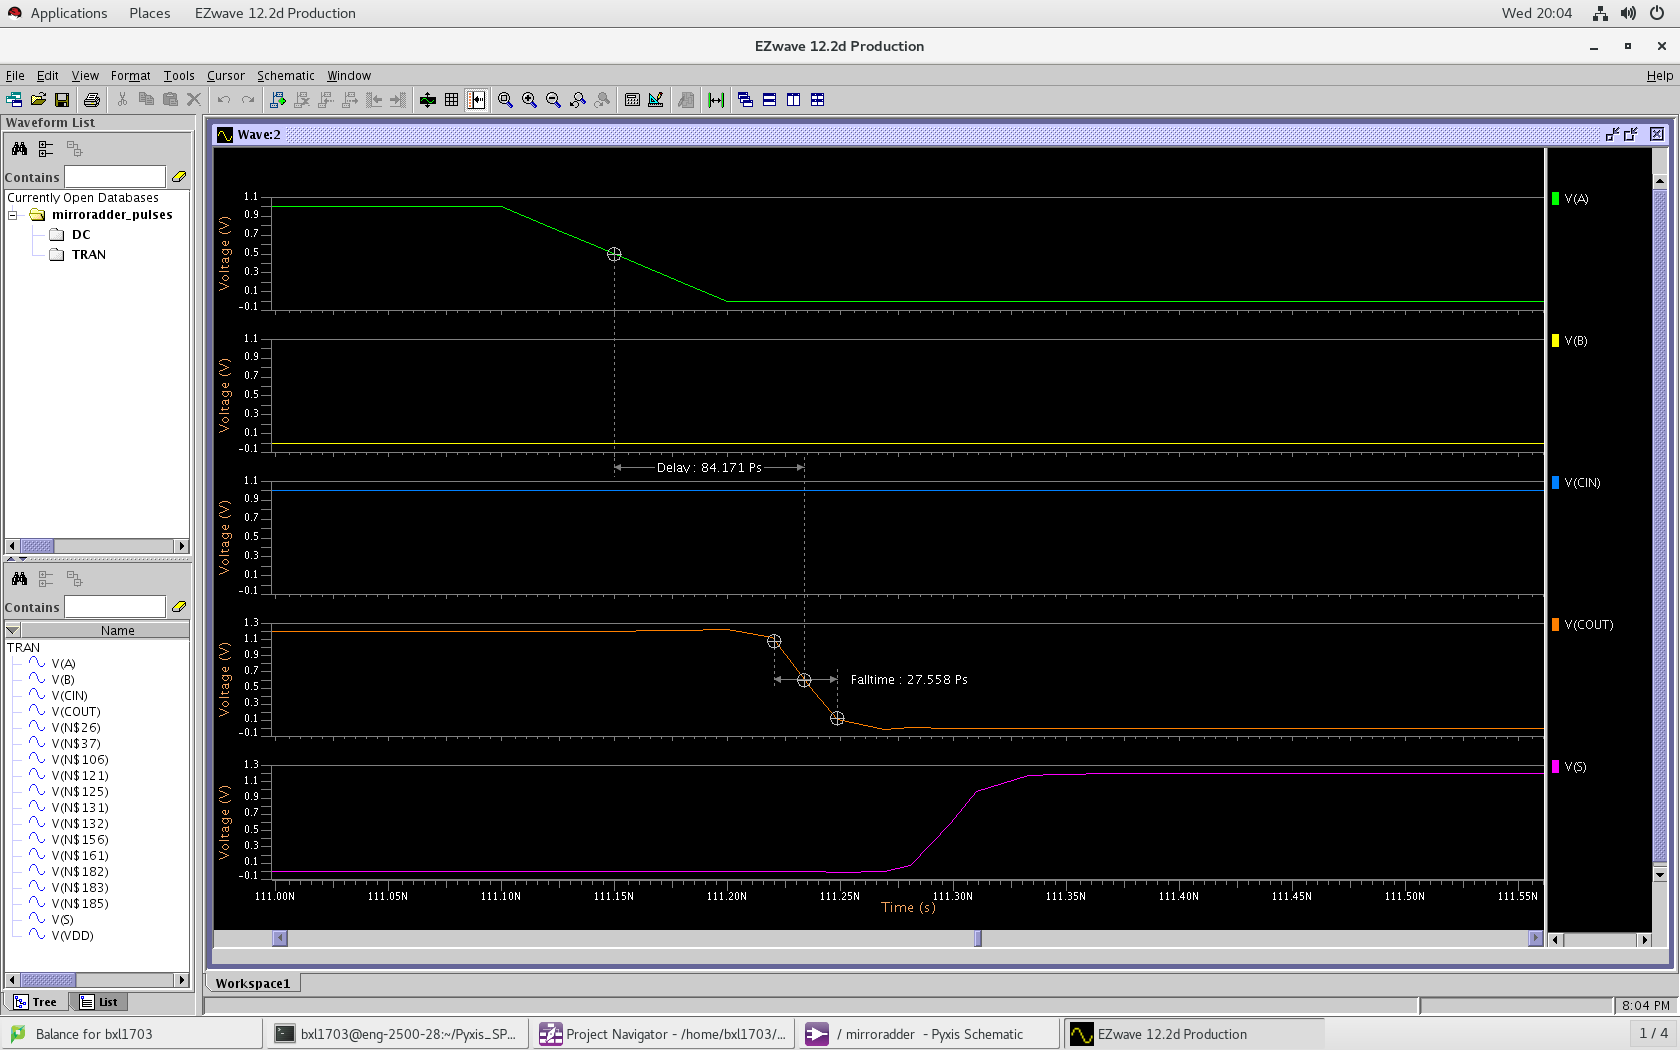 Applications Places EZwave 12.2d Production Wed 20:04
EZwave 12.2d Production
File Edit View Format Tools Cursor Schematic Window Help
Waveform List
Contains
Currently Open Databases
mirroradder_pulses
DC
TRAN
Contains
Name
TRAN
V(A)
V(B)
V(CIN)
V(COUT)
V(N$26)
V(N$37)
V(N$106)
V(N$121)
V(N$125)
V(N$131)
V(N$132)
V(N$156)
V(N$161)
V(N$182)
V(N$183)
V(N$185)
V(S)
V(VDD)
Tree List
Wave:2
Voltage (V)
1.1
0.9
0.7
0.5
0.3
0.1
-0.1
V(A)
Voltage (V)
1.1
0.9
0.7
0.5
0.3
0.1
-0.1
V(B)
Delay : 84.171 Ps
Voltage (V)
1.1
0.9
0.7
0.5
0.3
0.1
-0.1
V(CIN)
Voltage (V)
1.3
1.1
0.9
0.7
0.5
0.3
0.1
-0.1
V(COUT)
Falltime : 27.558 Ps
Voltage (V)
1.3
1.1
0.9
0.7
0.5
0.3
0.1
-0.1
V(S)
111.00N 111.05N 111.10N 111.15N 111.20N 111.25N 111.30N 111.35N 111.40N 111.45N 111.50N 111.55N
Time (s)
Workspace1
8:04 PM
Balance for bxl1703 bxl1703@eng-2500-28:~/Pyxis_SP... Project Navigator - /home/bxl1703/... / mirroradder - Pyxis Schematic EZwave 12.2d Production 1 / 4